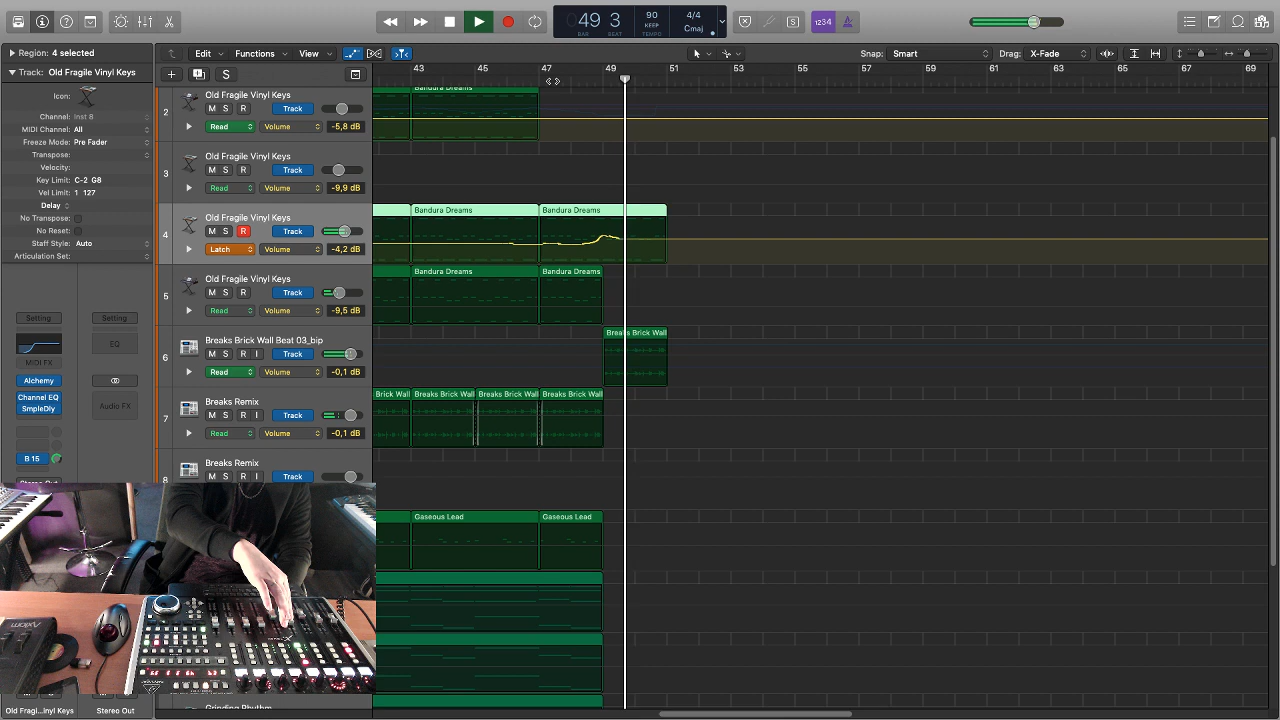 49 3
BAR BEAT
90
KEEP
TEMPO
4/4
Cmaj
1234
Region: 4 selected
Track: Old Fragile Vinyl Keys
Icon:
Channel: Inst 8
MIDI Channel: All
Freeze Mode: Pre Fader
Transpose:
Velocity:
Key Limit: C-2 G8
Vel Limit: 1 127
Delay
No Transpose:
No Reset:
Staff Style: Auto
Articulation Set:
Setting
Setting
EQ
MIDI FX
Alchemy
Channel EQ
SmpleDly
Audio FX
B 15
Stereo Out
Old Fragi...inyl Keys
Stereo Out
Edit
Functions
View
Snap: Smart
Drag: X-Fade
S
43 45 47 49 51 53 55 57 59 61 63 65 67 69
2
Old Fragile Vinyl Keys
M S R Track
Read Volume -5,8 dB
3
Old Fragile Vinyl Keys
M S R Track
Read Volume -9,9 dB
4
Old Fragile Vinyl Keys
M S R Track
Latch Volume -4,2 dB
5
Old Fragile Vinyl Keys
M S R Track
Read Volume -9,5 dB
6
Breaks Brick Wall Beat 03_bip
M S R I Track
Read Volume -0,1 dB
7
Breaks Remix
M S R I Track
Read Volume -0,1 dB
8
Breaks Remix
M S R I Track
Grinding Rhythm
Bandura Dreams
Bandura Dreams
Bandura Dreams
Bandura Dreams
Bandura Dreams
Breaks Brick Wall
Brick Wall
Breaks Brick Wall
Breaks Brick Wall
Breaks Brick Wall
Gaseous Lead
Gaseous Lead